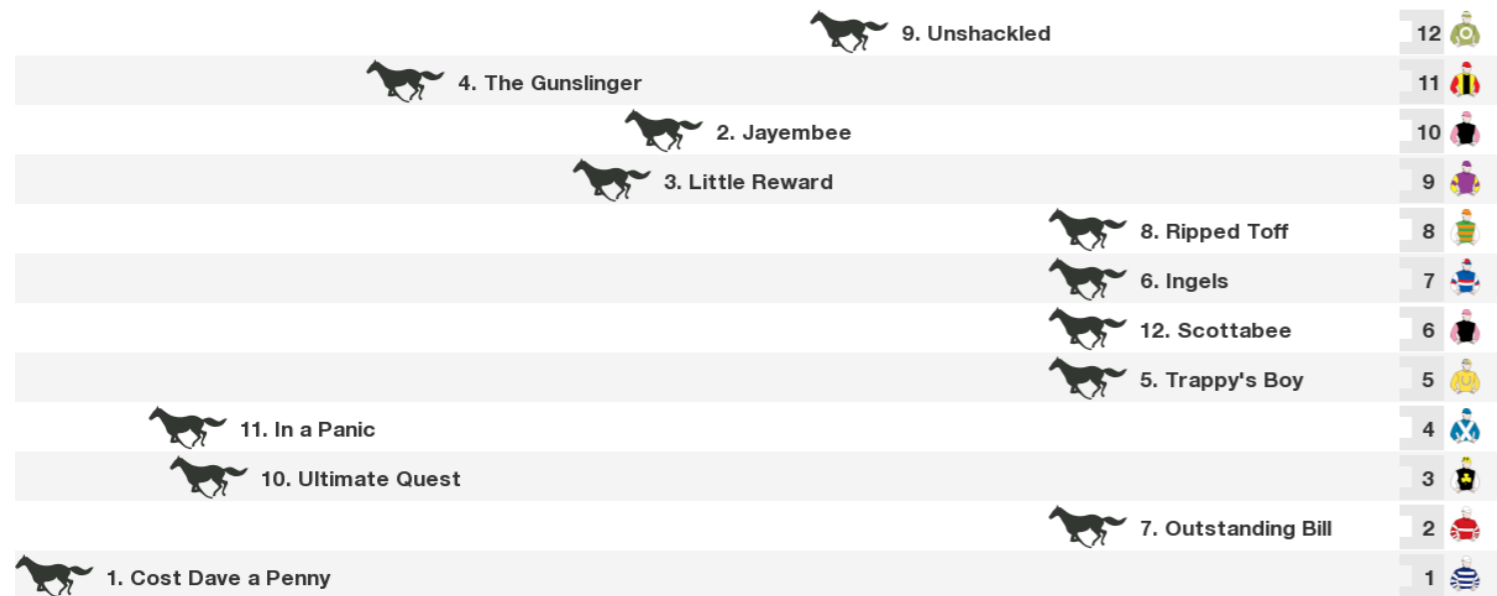 9. Unshackled 12
4. The Gunslinger 11
2. Jayembee 10
3. Little Reward 9
8. Ripped Toff 8
6. Ingels 7
12. Scottabee 6
5. Trappy's Boy 5
11. In a Panic 4
10. Ultimate Quest 3
7. Outstanding Bill 2
1. Cost Dave a Penny 1